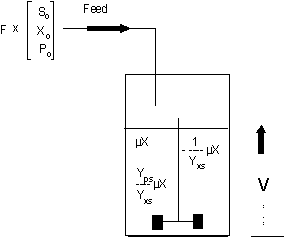 Feed
F x
S₀
X₀
P₀
μX
-1/Yxs μX
Yps/Yxs μX
V